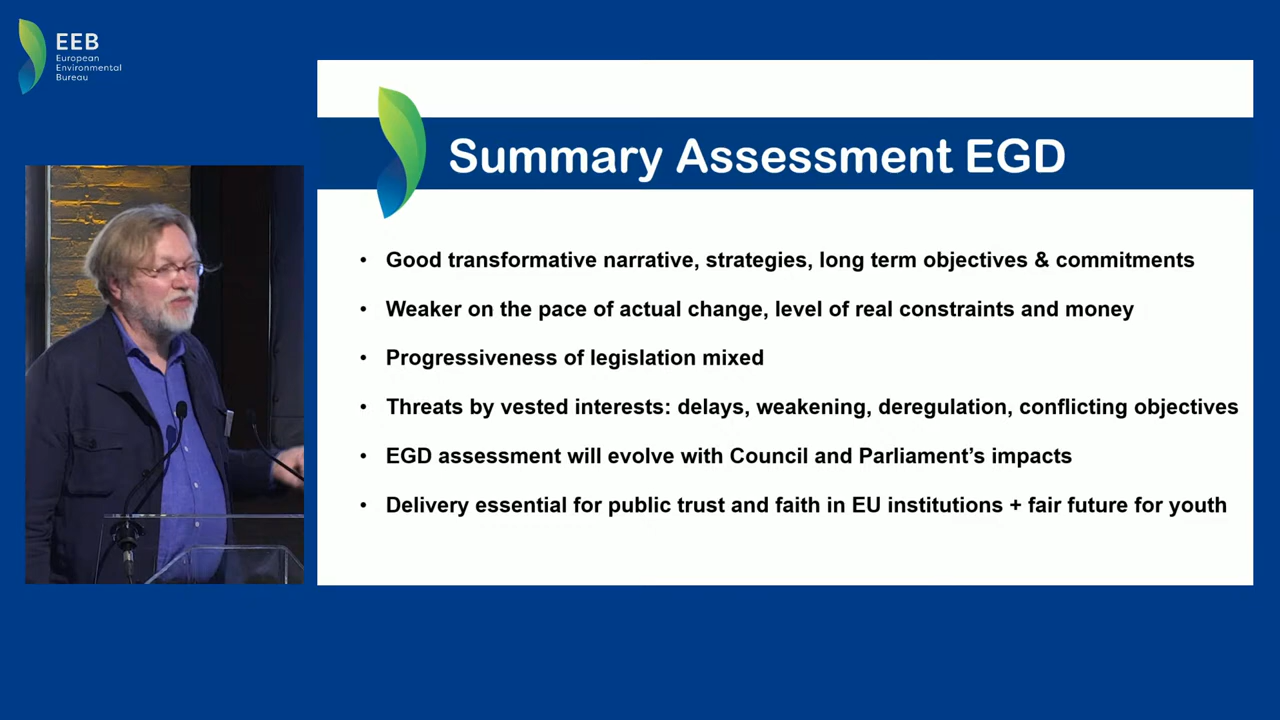 EEB
European
Environmental
Bureau
Summary Assessment EGD
• Good transformative narrative, strategies, long term objectives & commitments
• Weaker on the pace of actual change, level of real constraints and money
• Progressiveness of legislation mixed
• Threats by vested interests: delays, weakening, deregulation, conflicting objectives
• EGD assessment will evolve with Council and Parliament’s impacts
• Delivery essential for public trust and faith in EU institutions + fair future for youth